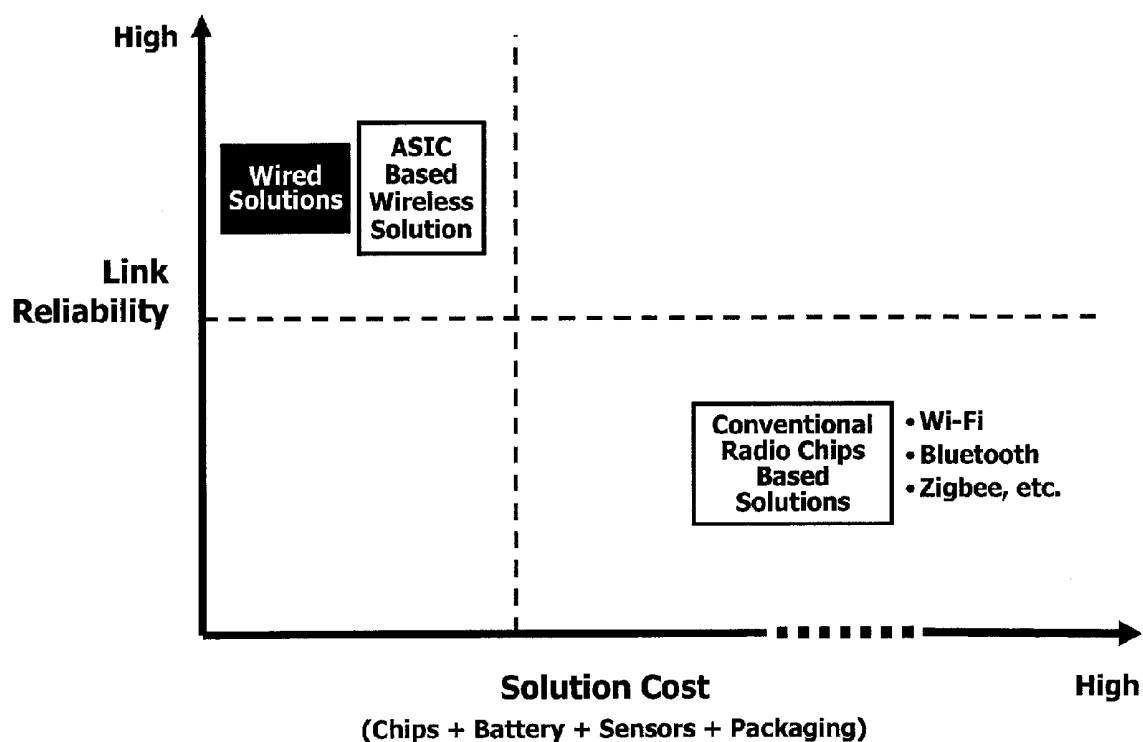 High
Wired
Solutions
ASIC
Based
Wireless
Solution
Link
Reliability
Conventional
Radio Chips
Based
Solutions
• Wi-Fi
• Bluetooth
• Zigbee, etc.
Solution Cost
High
(Chips + Battery + Sensors + Packaging)